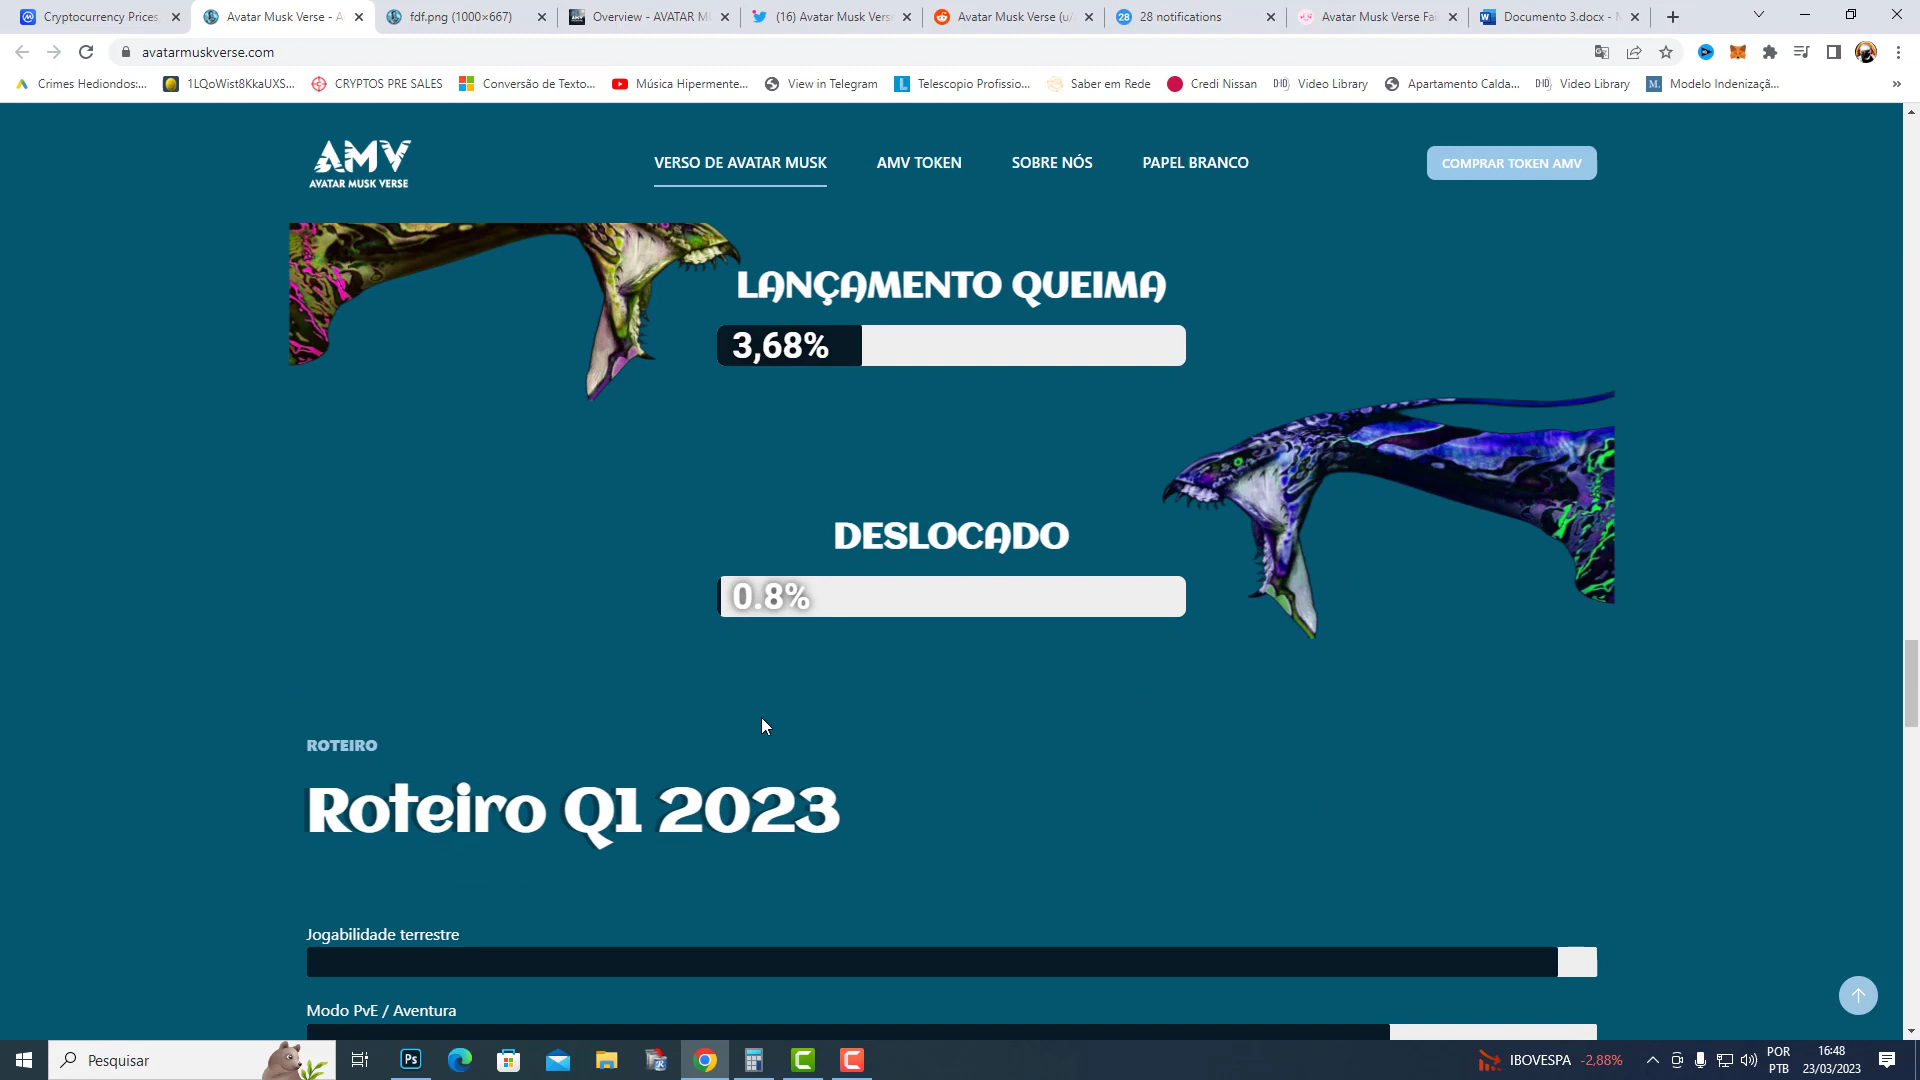 Cryptocurrency Prices,
Avatar Musk Verse - A
fdf.png (1000×667)
Overview - AVATAR M
(16) Avatar Musk Vers
Avatar Musk Verse (u/
28
28 notifications
Avatar Musk Verse Fai
Documento 3.docx -
avatarmuskverse.com
Crimes Hediondos:...
1LQoWist8KkaUXS...
CRYPTOS PRE SALES
Conversão de Texto...
Música Hipermente...
View in Telegram
Telescopio Profissio...
Saber em Rede
Credi Nissan
Video Library
Apartamento Calda...
Video Library
Modelo Indenizaçã...
»
AMV
AVATAR MUSK VERSE
VERSO DE AVATAR MUSK
AMV TOKEN
SOBRE NÓS
PAPEL BRANCO
COMPRAR TOKEN AMV
LANÇAMENTO QUEIMA
3,68%
DESLOCADO
0.8%
ROTEIRO
Roteiro Q1 2023
Jogabilidade terrestre
Modo PvE / Aventura
Pesquisar
Ps
IBOVESPA -2,88%
POR
PTB
16:48
23/03/2023